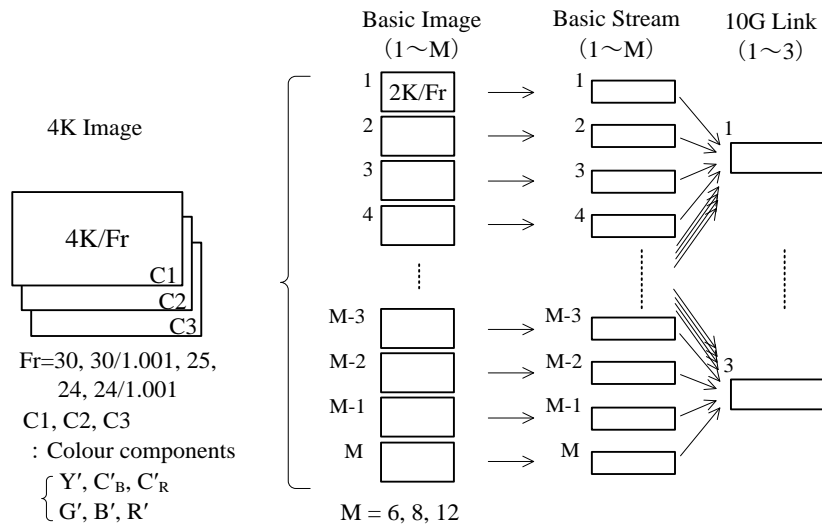 Basic Image
(1～M)
Basic Stream
(1～M)
10G Link
(1～3)
4K Image
4K/Fr
C1
C2
C3
Fr=30, 30/1.001, 25,
24, 24/1.001
C1, C2, C3
: Colour components
Y′, C′B, C′R
G′, B′, R′
1
2K/Fr
2
3
4
M-3
M-2
M-1
M
M = 6, 8, 12
1
2
3
4
M-3
M-2
M-1
M
1
3